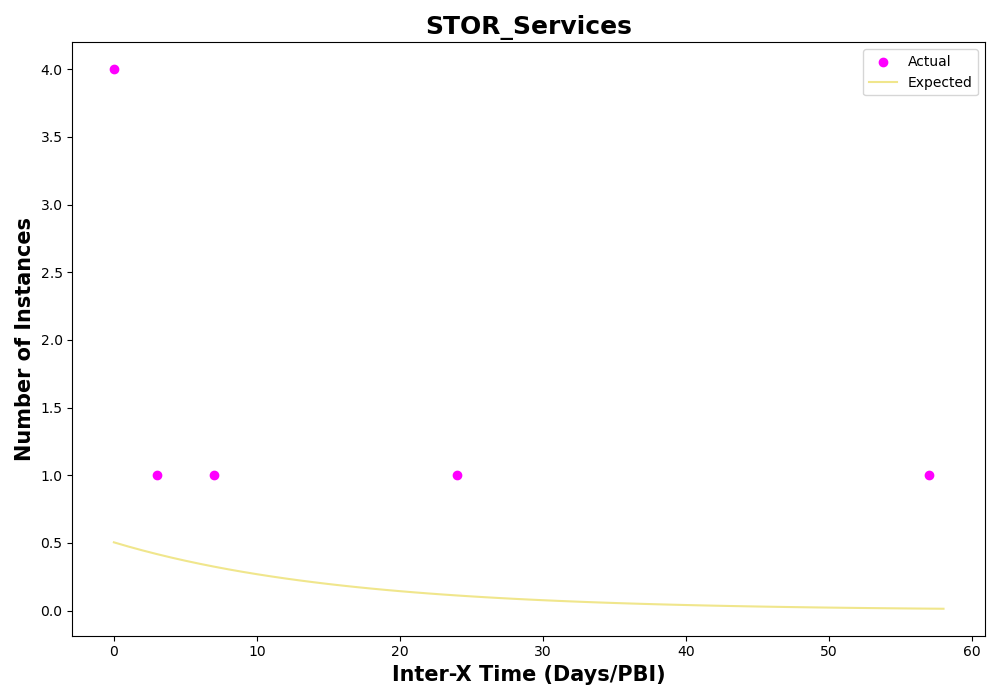 STOR_Services
Actual
Expected
Number of Instances
4.0
3.5
3.0
2.5
2.0
1.5
1.0
0.5
0.0
0 10 20 30 40 50 60
Inter-X Time (Days/PBI)